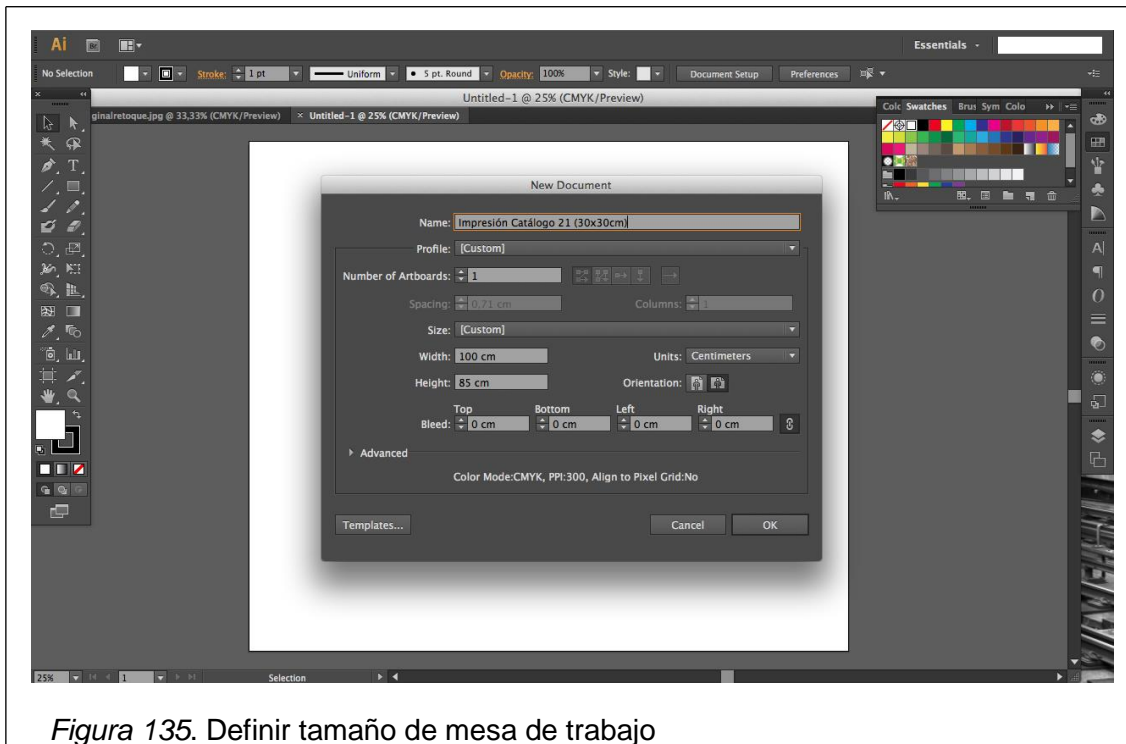 Ai Br Essentials
No Selection Stroke: 1 pt Uniform 5 pt. Round Opacity: 100% Style: Document Setup Preferences
Untitled-1 @ 25% (CMYK/Preview)
ginalretoque.jpg @ 33,33% (CMYK/Preview) × Untitled-1 @ 25% (CMYK/Preview)
Colc Swatches Brus Sym Colo
New Document
Name: Impresión Catálogo 21 (30x30cm)
Profile: [Custom]
Number of Artboards: 1
Spacing: 0,71 cm Columns: 1
Size: [Custom]
Width: 100 cm Units: Centimeters
Height: 85 cm Orientation:
Top Bottom Left Right
Bleed: 0 cm 0 cm 0 cm 0 cm
Advanced
Color Mode:CMYK, PPI:300, Align to Pixel Grid:No
Templates... Cancel OK
25% 1 Selection
Figura 135. Definir tamaño de mesa de trabajo